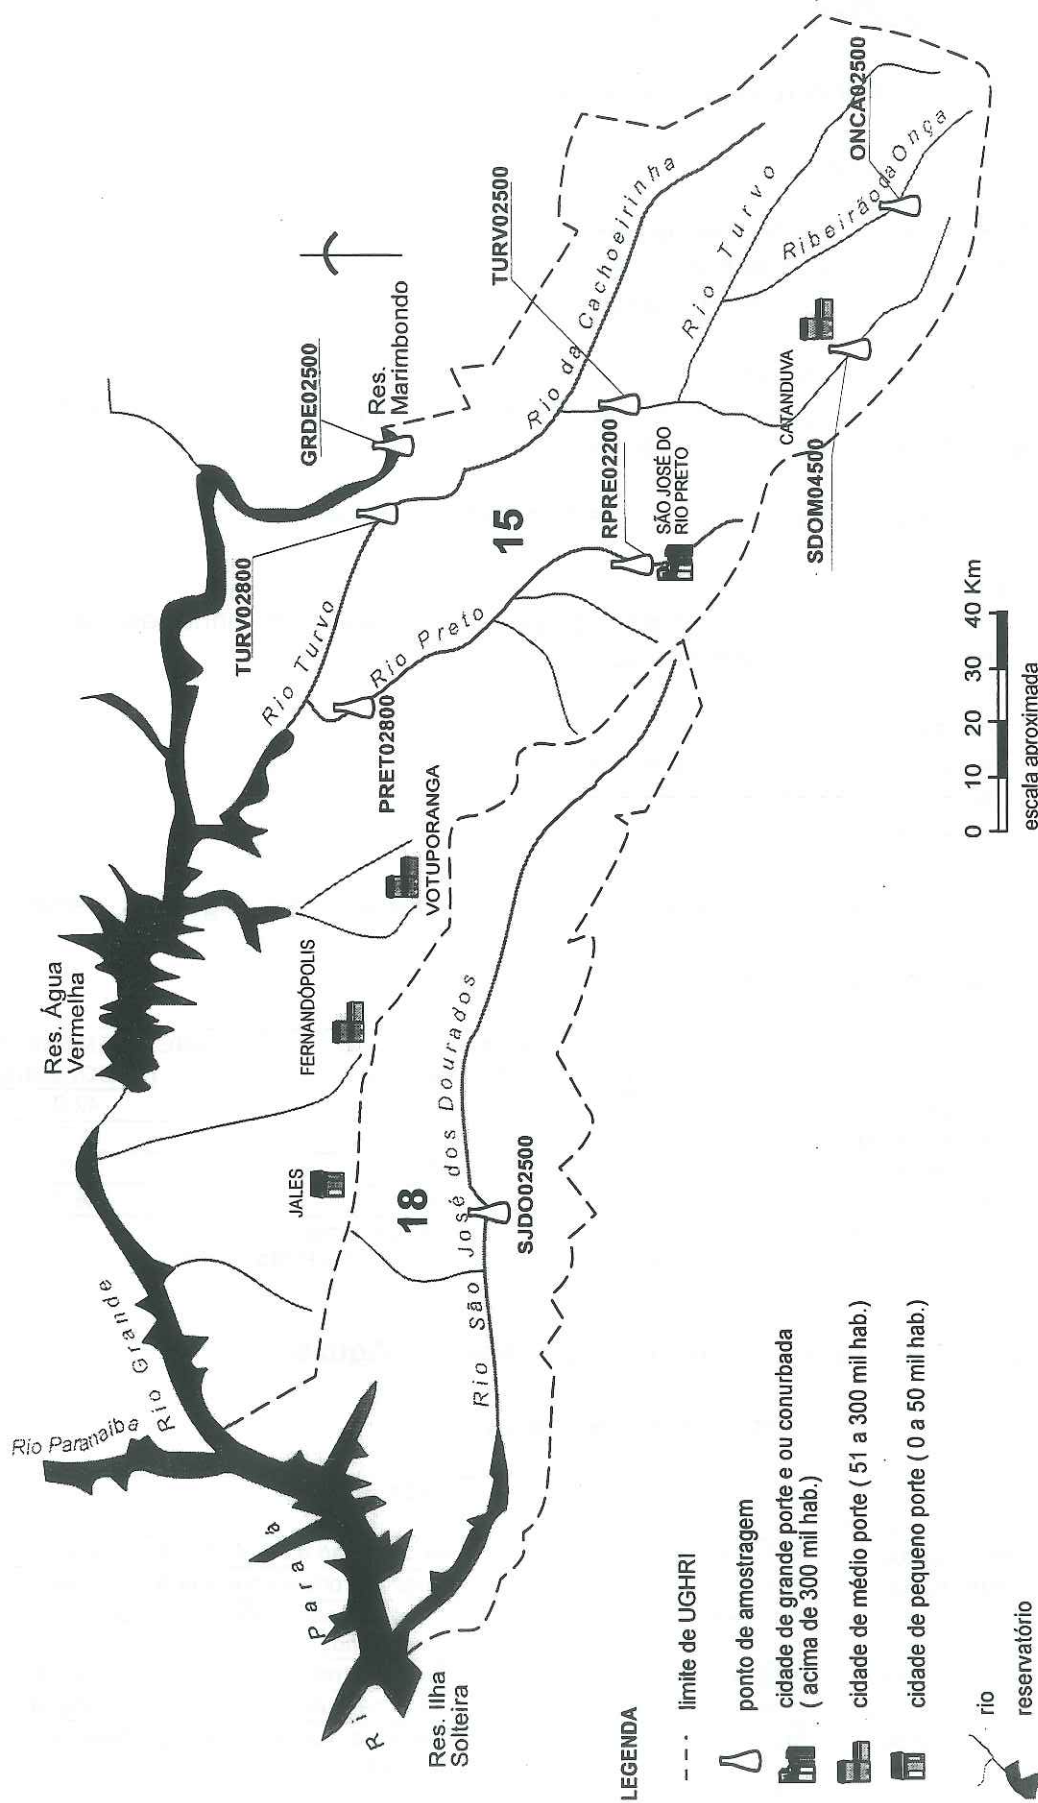 Rio Paranaiba
Rio Grande
Res. Água
Vermelha
Rio Paraná
Res. Ilha
Solteira
JALES
FERNANDÓPOLIS
VOTUPORANGA
18
Rio São José dos Dourados
SJDO02500
PRET02800
Rio Turvo
TURV02800
GRDE02500
Res.
Marimbondo
Rio Preto
15
RPRE02200
SÃO JOSÉ DO
RIO PRETO
TURV02500
Rio da Cachoeirinha
Rio Turvo
Ribeirão da Onça
ONCA02500
CATANDUVA
SDOM04500
0 10 20 30 40 Km
escala aproximada
LEGENDA
limite de UGHRI
ponto de amostragem
cidade de grande porte e ou conurbada
( acima de 300 mil hab.)
cidade de médio porte ( 51 a 300 mil hab.)
cidade de pequeno porte ( 0 a 50 mil hab.)
rio
reservatório